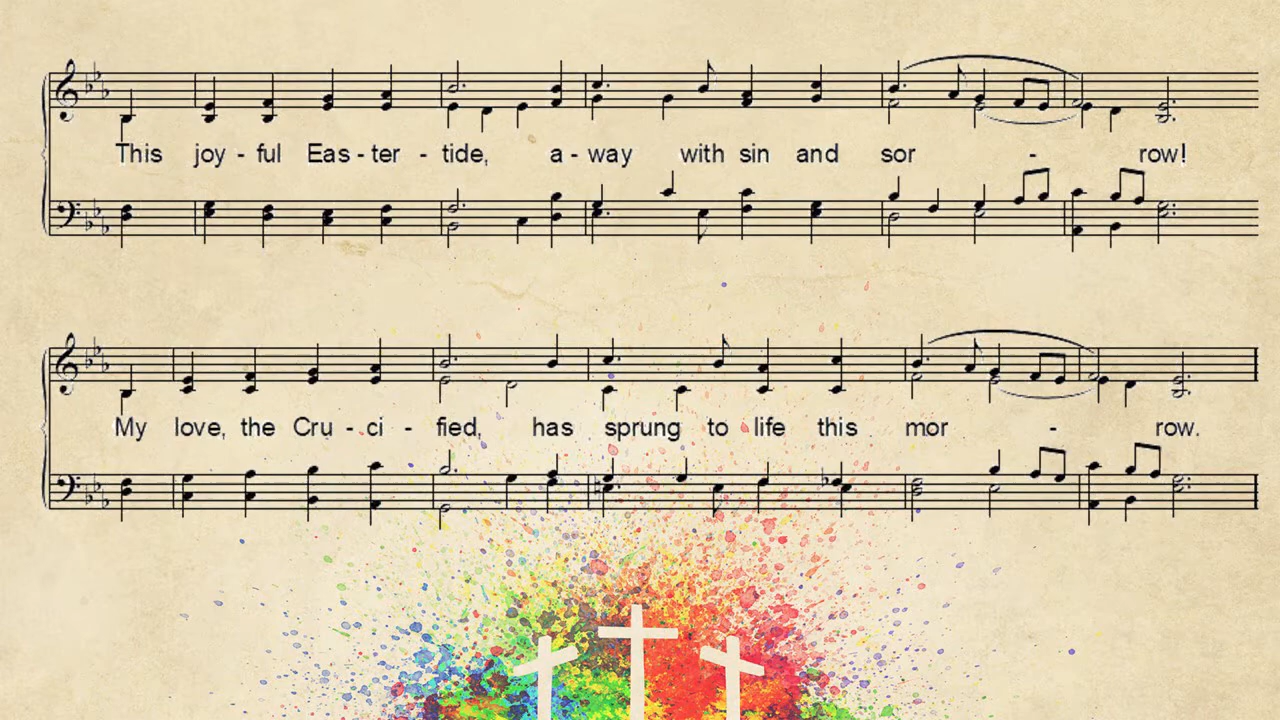 This joy - ful Eas - ter - tide, a - way with sin and sor - row!
My love, the Cru - ci - fied, has sprung to life this mor - row.